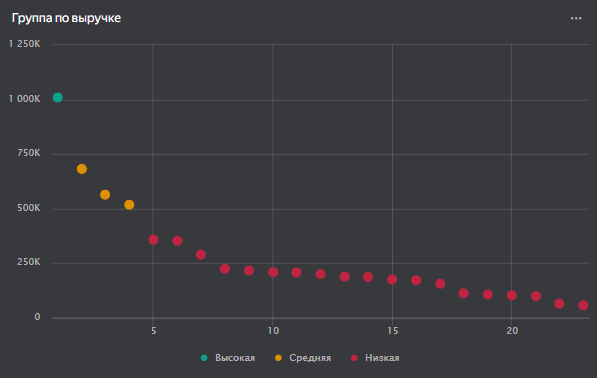 Группа по выручке
1 250K
1 000K
750K
500K
250K
0
5 10 15 20
Высокая Средняя Низкая